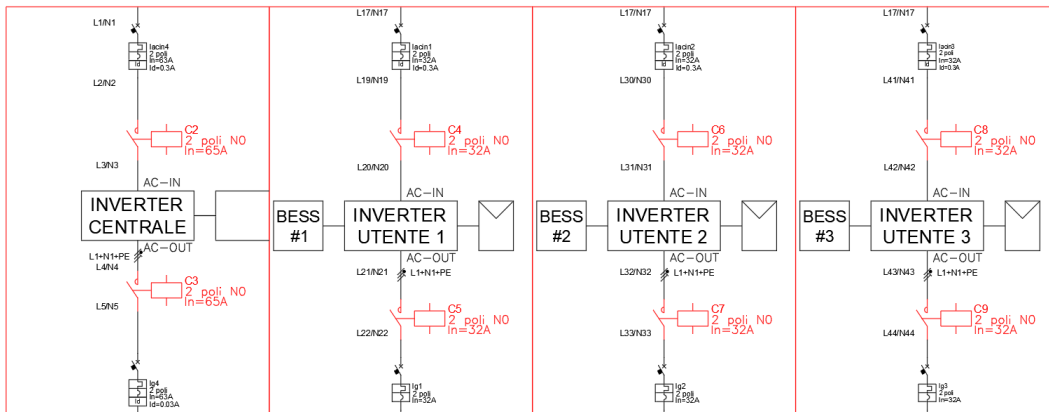 L1/N1
Iacin4
2 poli
In=63A
Id=0.3A
Id
L2/N2
C2
2 poli NO
In=65A
L3/N3
AC-IN
INVERTER
CENTRALE
AC-OUT
L1+N1+PE
L4/N4
C3
2 poli NO
In=65A
L5/N5
Ig4
2 poli
In=63A
Id=0.03A
Id
L17/N17
Iacin1
2 poli
In=32A
Id=0.3A
Id
L19/N19
C4
2 poli NO
In=32A
L20/N20
AC-IN
BESS
#1
INVERTER
UTENTE 1
AC-OUT
L21/N21
L1+N1+PE
C5
2 poli NO
In=32A
L22/N22
Ig1
2 poli
In=32A
L17/N17
Iacin2
2 poli
In=32A
Id=0.3A
Id
L30/N30
C6
2 poli NO
In=32A
L31/N31
AC-IN
BESS
#2
INVERTER
UTENTE 2
AC-OUT
L32/N32
L1+N1+PE
C7
2 poli NO
In=32A
L33/N33
Ig2
2 poli
In=32A
L17/N17
Iacin3
2 poli
In=32A
Id=0.3A
Id
L41/N41
C8
2 poli NO
In=32A
L42/N42
AC-IN
BESS
#3
INVERTER
UTENTE 3
AC-OUT
L43/N43
L1+N1+PE
C9
2 poli NO
In=32A
L44/N44
Ig3
2 poli
In=32A